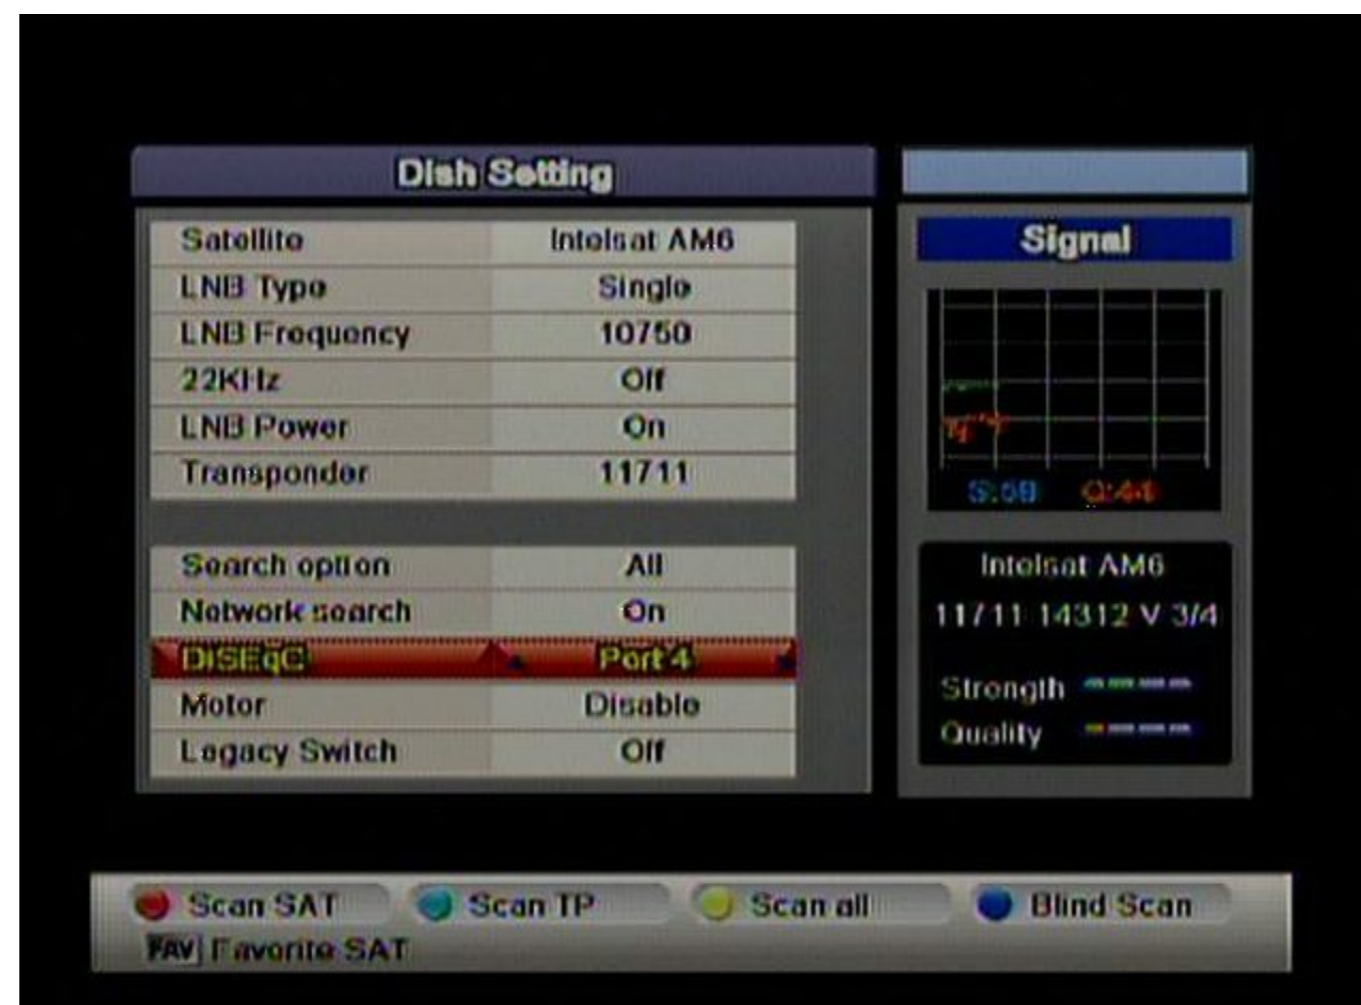 Dish Setting
Satellite Intelsat AM6
LNB Type Single
LNB Frequency 10750
22KHz Off
LNB Power On
Transponder 11711
Search option All
Network search On
DISEqC Port 4
Motor Disable
Legacy Switch Off
Signal
S:59 Q:44
Intelsat AM6
11711 14312 V 3/4
Strength
Quality
Scan SAT Scan TP Scan all Blind Scan
FAV Favorite SAT